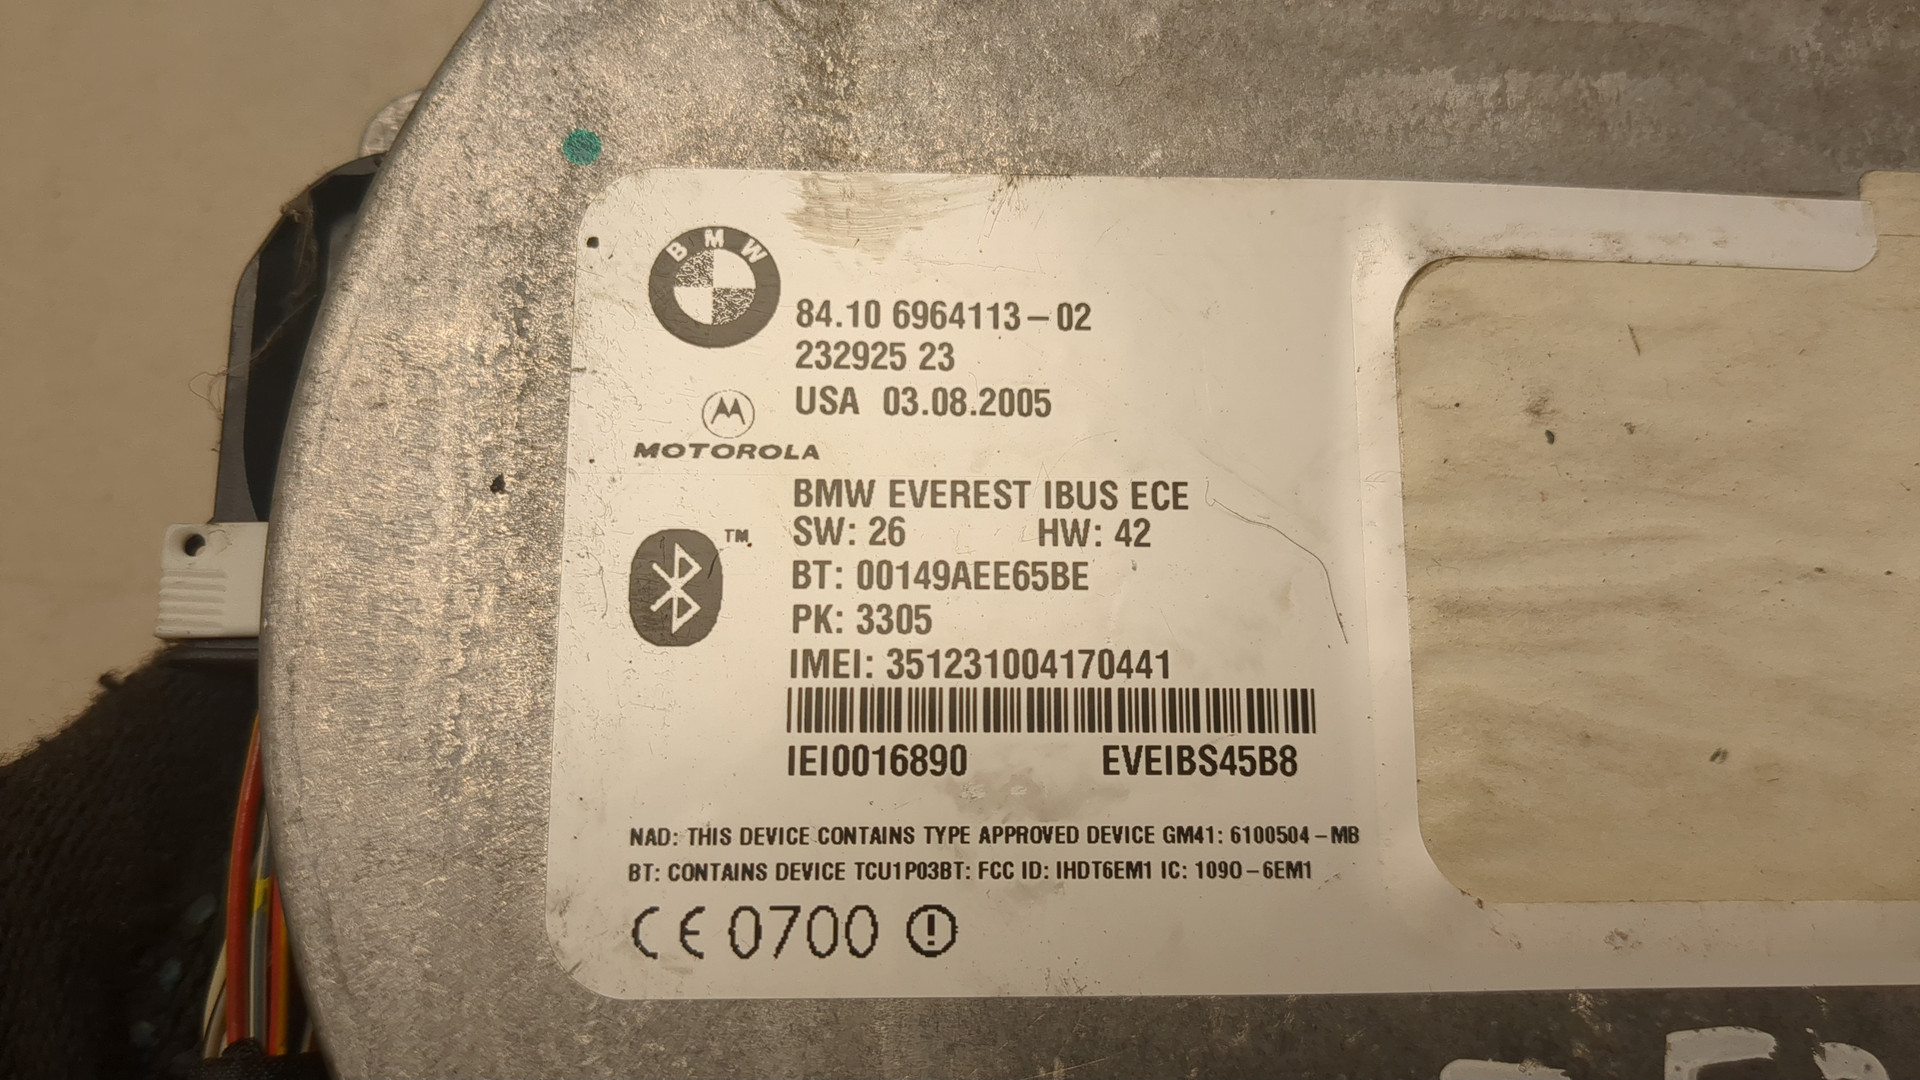 BMW
84.10 6964113-02
232925 23
USA 03.08.2005
MOTOROLA
BMW EVEREST IBUS ECE
SW: 26 HW: 42
TM
BT: 00149AEE65BE
PK: 3305
IMEI: 351231004170441
IEI0016890 EVEIBS45B8
NAD: THIS DEVICE CONTAINS TYPE APPROVED DEVICE GM41: 6100504-MB
BT: CONTAINS DEVICE TCU1P03BT: FCC ID: IHDT6EM1 IC: 1090-6EM1
CE 0700